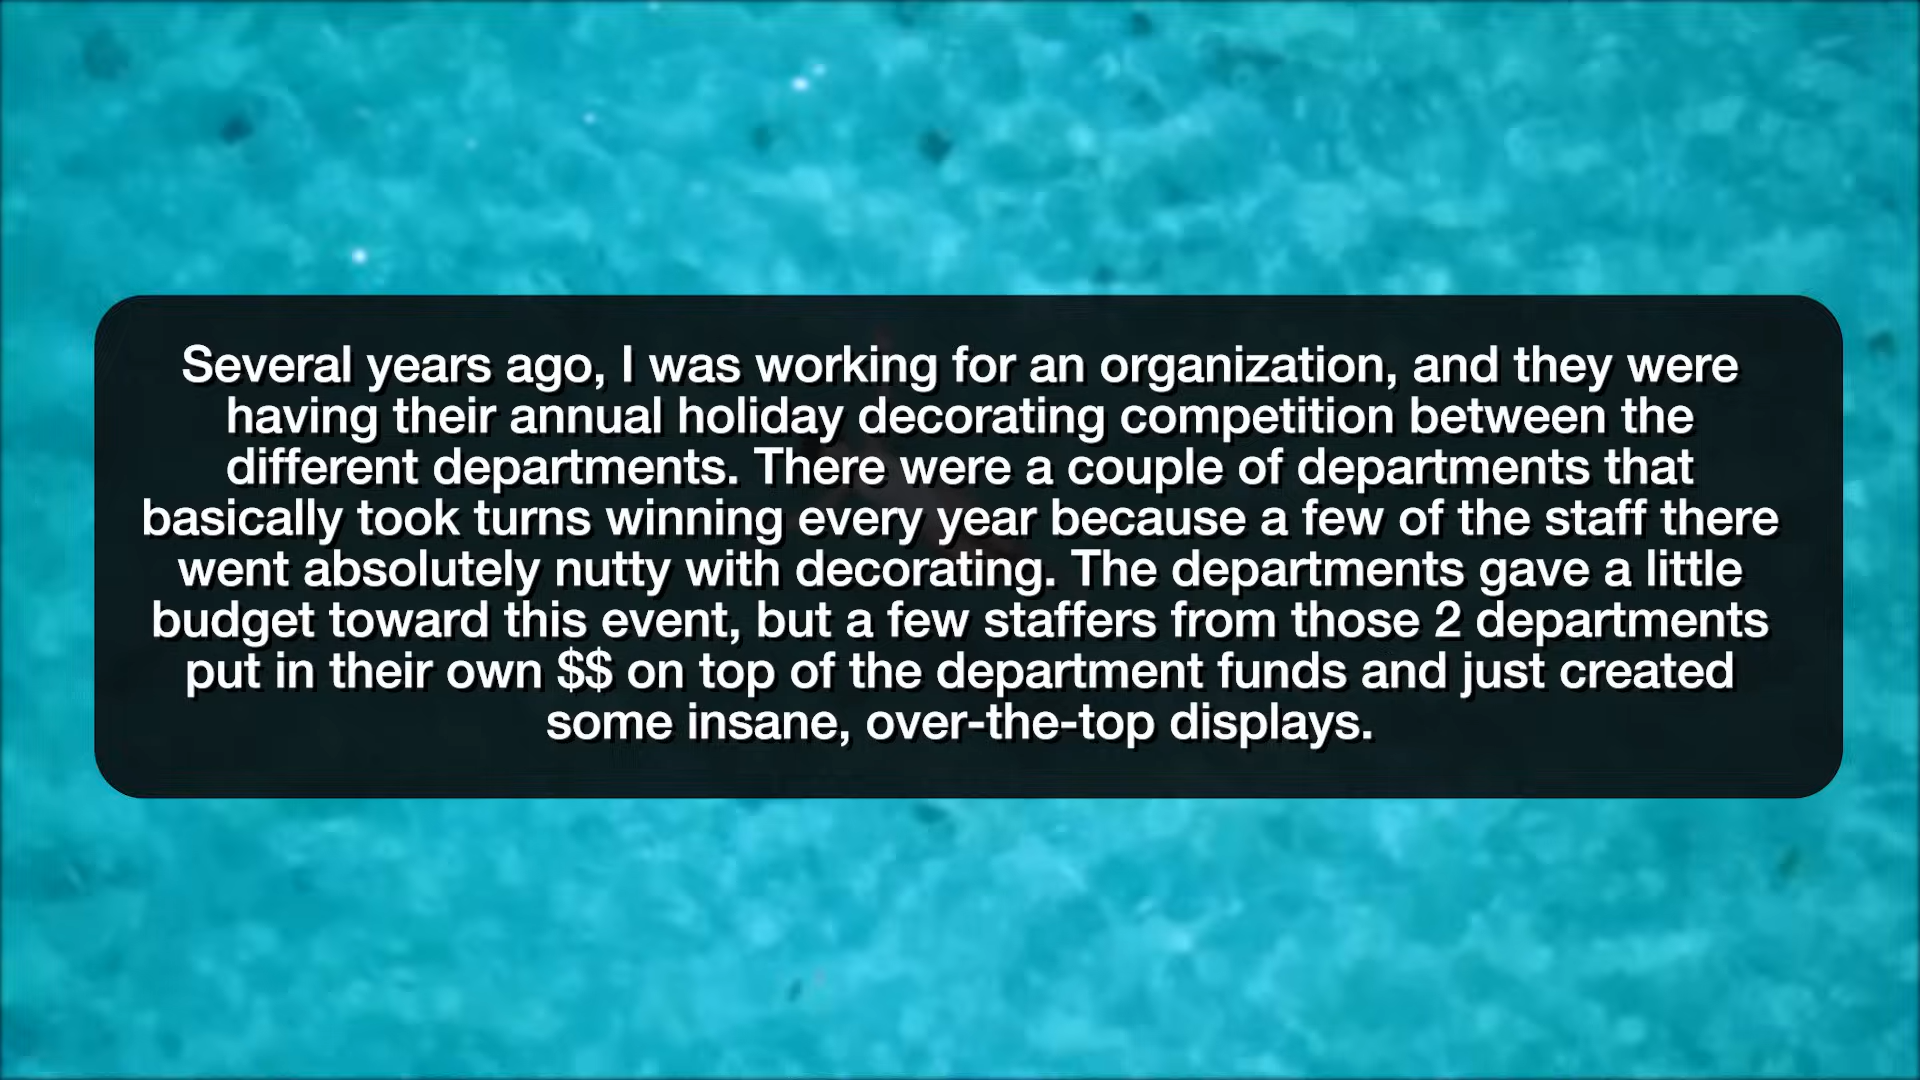 Several years ago, I was working for an organization, and they were
having their annual holiday decorating competition between the
different departments. There were a couple of departments that
basically took turns winning every year because a few of the staff there
went absolutely nutty with decorating. The departments gave a little
budget toward this event, but a few staffers from those 2 departments
put in their own $$ on top of the department funds and just created
some insane, over-the-top displays.